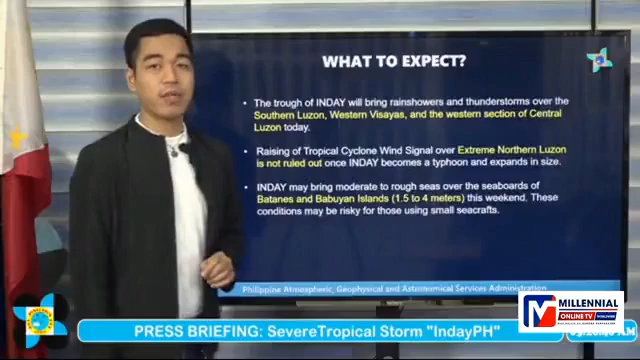 WHAT TO EXPECT?
• The trough of INDAY will bring rainshowers and thunderstorms over the
Southern Luzon, Western Visayas, and the western section of Central
Luzon today.
• Raising of Tropical Cyclone Wind Signal over Extreme Northern Luzon
is not ruled out once INDAY becomes a typhoon and expands in size.
• INDAY may bring moderate to rough seas over the seaboards of
Batanes and Babuyan Islands (1.5 to 4 meters) this weekend. These
conditions may be risky for those using small seacrafts.
Philippine Atmospheric, Geophysical and Astronomical Services Administration
PRESS BRIEFING: SevereTropical Storm "IndayPH"
MILLENNIAL
ONLINE TV
WORLDWIDE